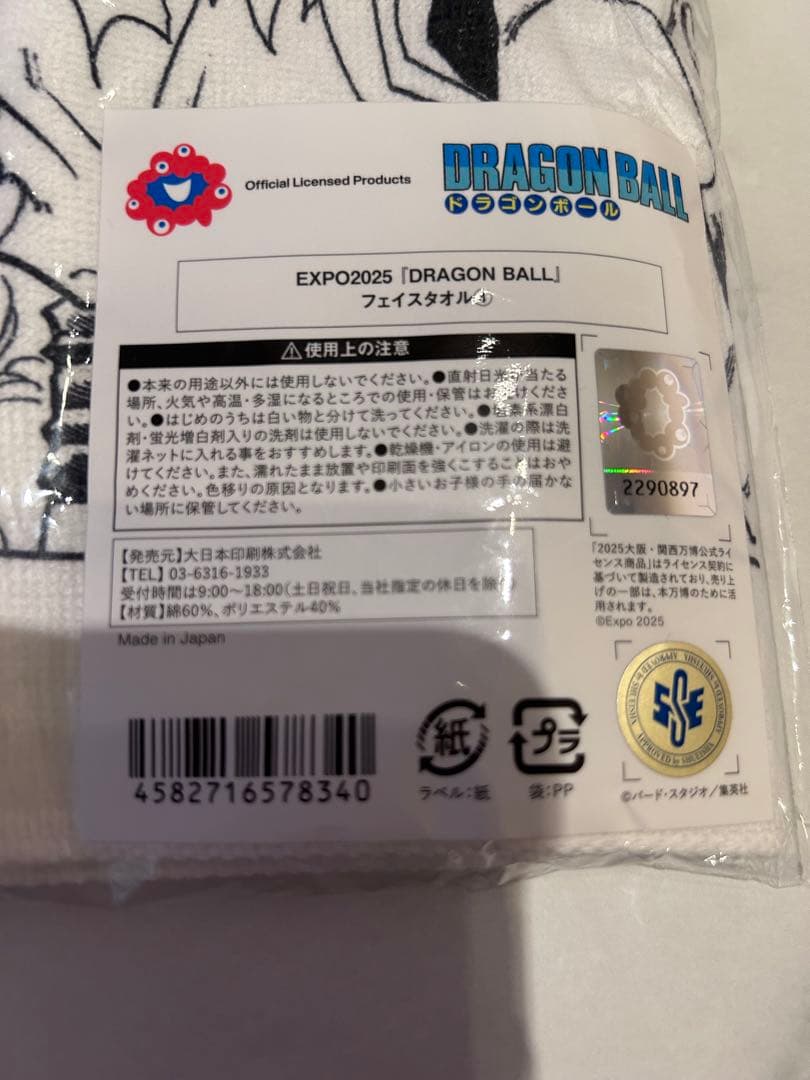 Official Licensed Products
DRAGON BALL
ドラゴンボール
EXPO2025『DRAGON BALL』
フェイスタオル④
⚠使用上の注意
●本来の用途以外には使用しないでください。●直射日光が当たる
場所、火気や高温・多湿になるところでの使用・保管はお避けくださ
い。●はじめのうちは白い物と分けて洗ってください。●塩素系漂白
剤・蛍光増白剤入りの洗剤は使用しないでください。●洗濯の際は洗
濯ネットに入れる事をおすすめします。●乾燥機・アイロンの使用は避
けてください。また、濡れたまま放置や印刷面を強くこすることはおや
めください。色移りの原因となります。●小さいお子様の手の届かな
い場所に保管してください。
2290897
【発売元】大日本印刷株式会社
【TEL】03-6316-1933
受付時間は9:00～18:00(土日祝日、当社指定の休日を除く)
【材質】綿60%、ポリエステル40%
Made in Japan
「2025大阪・関西万博公式ライ
センス商品」はライセンス契約に
基づいて製造されており、売り上
げの一部は、本万博のために活
用されます。
©Expo 2025
4582716578340
紙
ラベル：紙
プラ
袋：PP
APPROVED by SHUEISHA
©バード・スタジオ／集英社